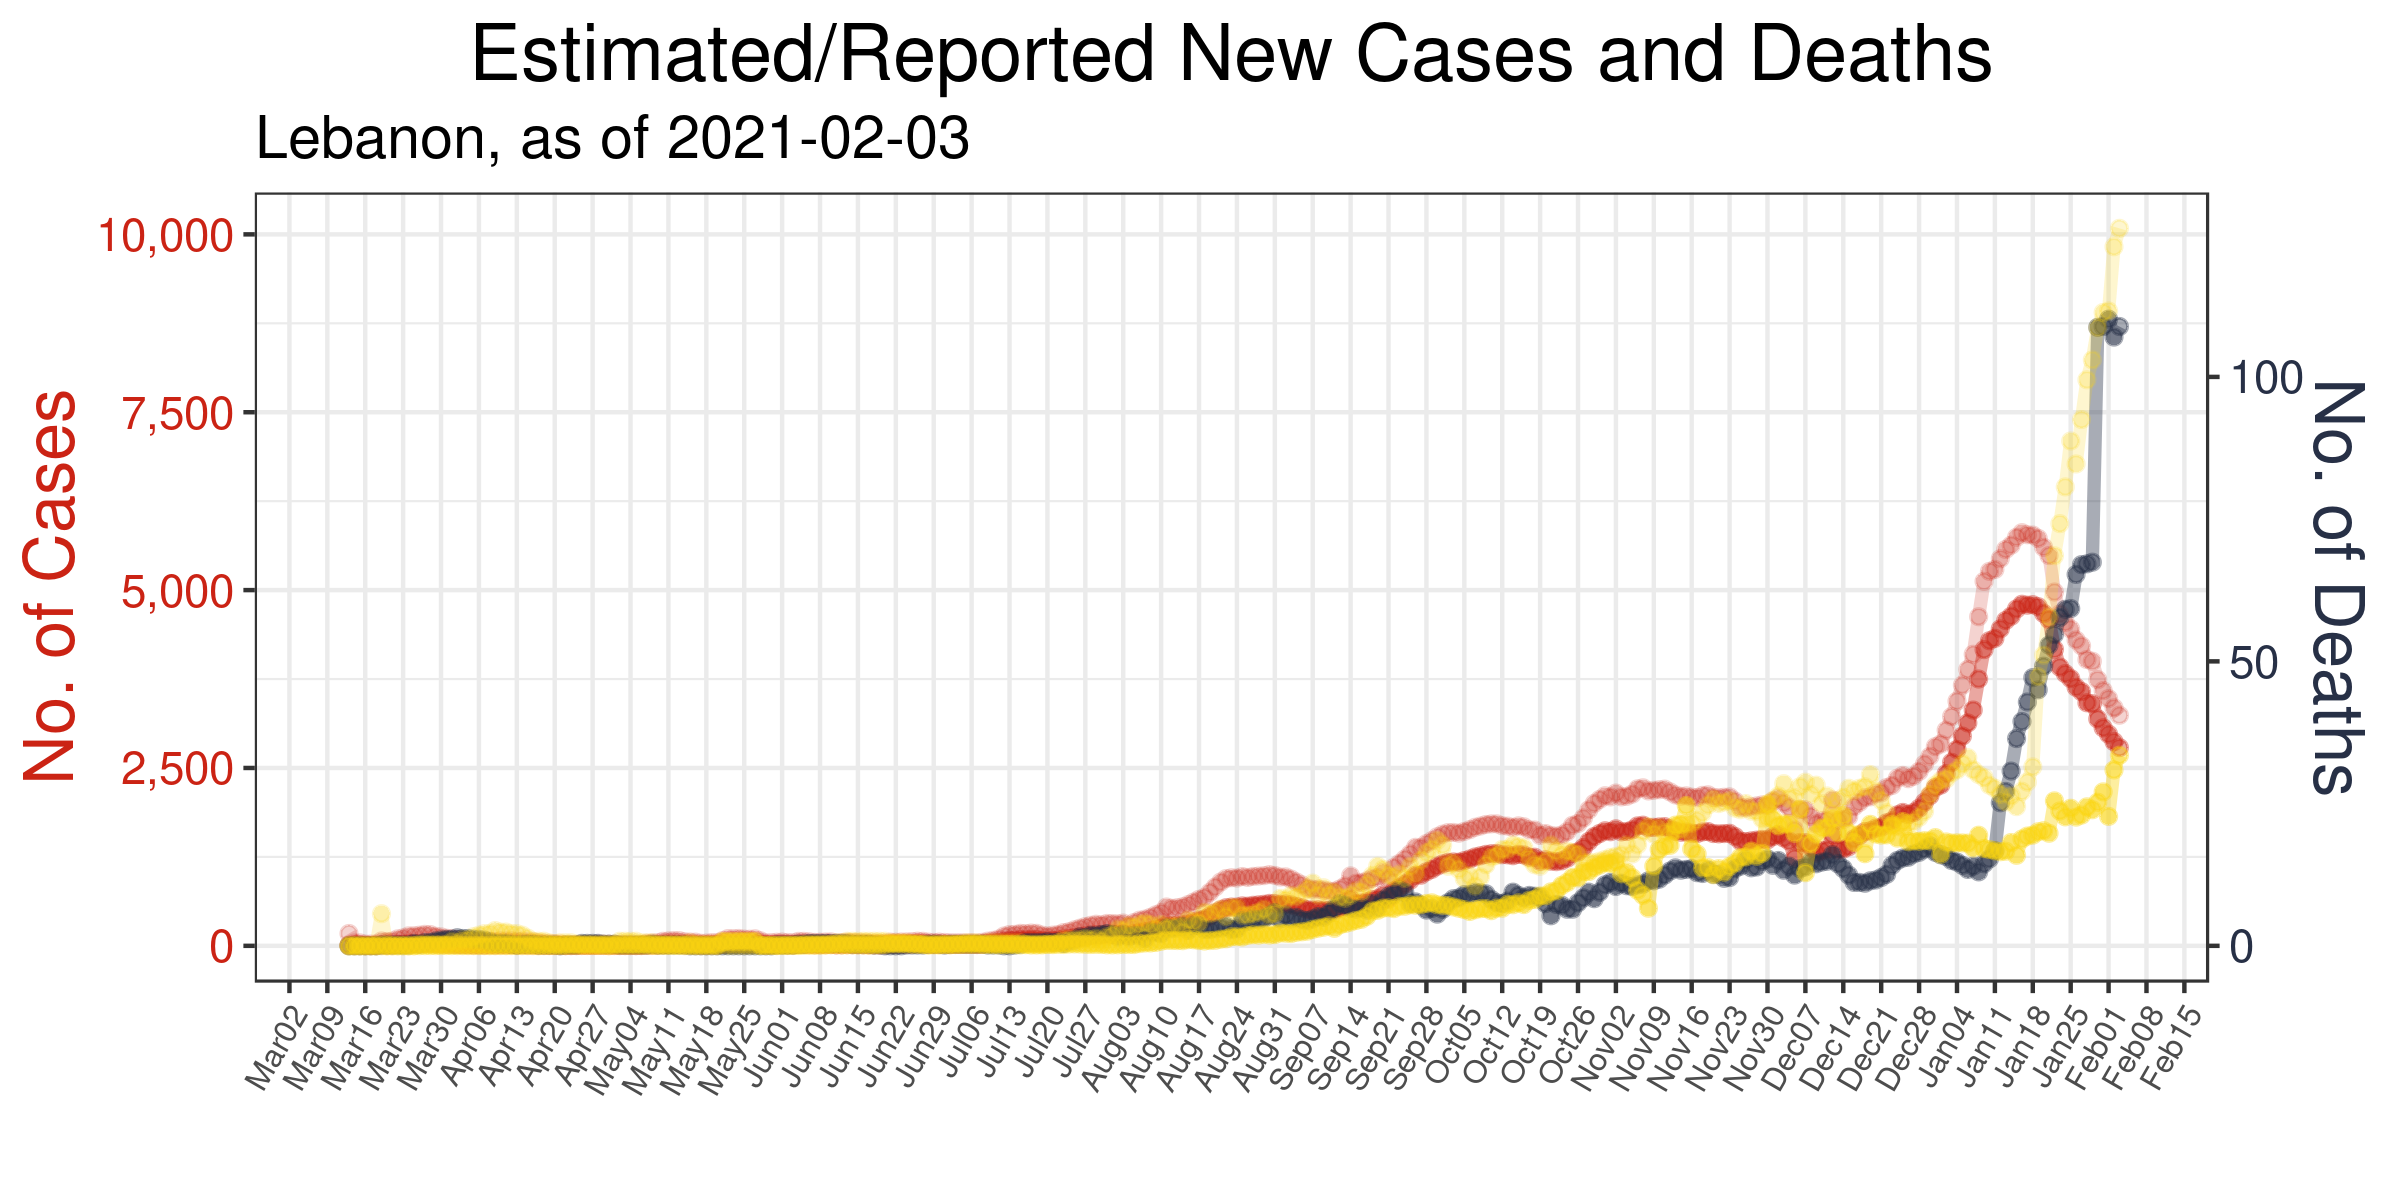 Estimated/Reported New Cases and Deaths
Lebanon, as of 2021-02-03
No. of Cases
10,000
7,500
5,000
2,500
0
100
50
0
No. of Deaths
Mar02
Mar09
Mar16
Mar23
Mar30
Apr06
Apr13
Apr20
Apr27
May04
May11
May18
May25
Jun01
Jun08
Jun15
Jun22
Jun29
Jul06
Jul13
Jul20
Jul27
Aug03
Aug10
Aug17
Aug24
Aug31
Sep07
Sep14
Sep21
Sep28
Oct05
Oct12
Oct19
Oct26
Nov02
Nov09
Nov16
Nov23
Nov30
Dec07
Dec14
Dec21
Dec28
Jan04
Jan11
Jan18
Jan25
Feb01
Feb08
Feb15